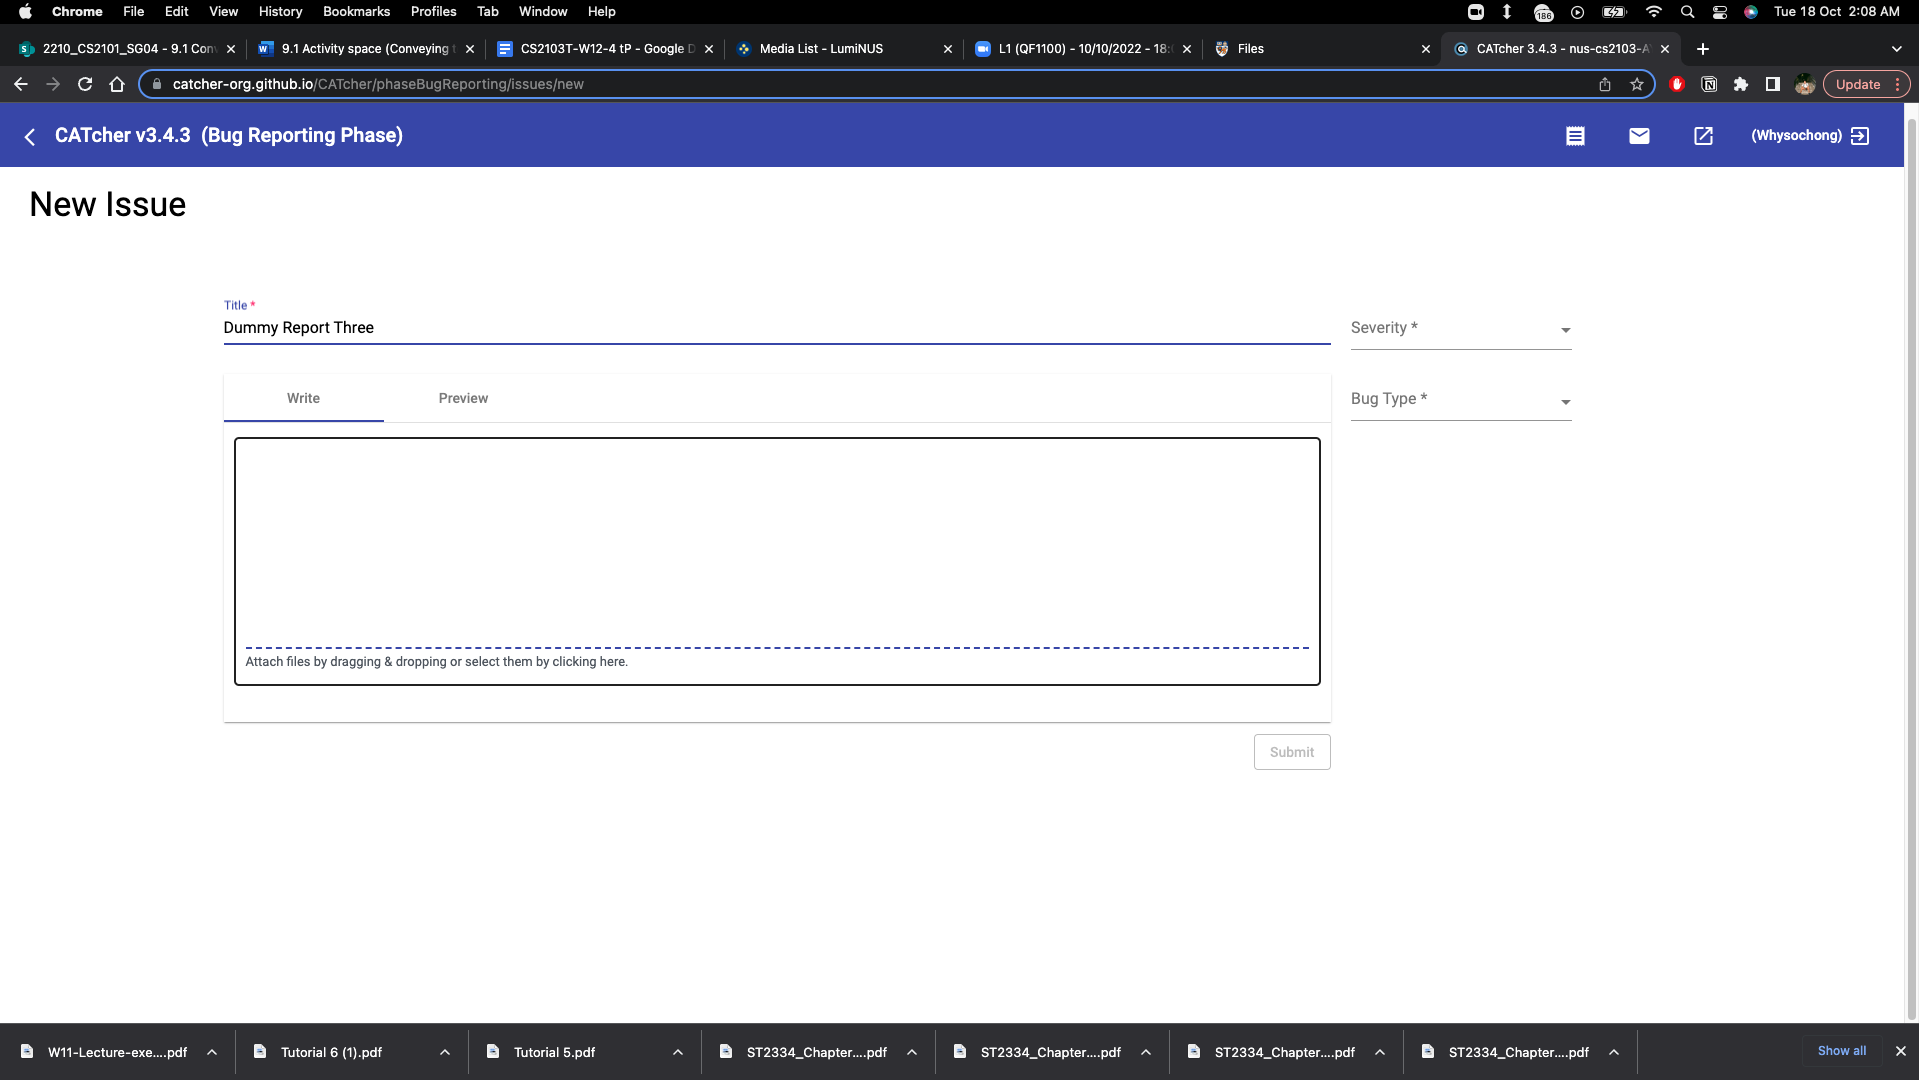 Chrome File Edit View History Bookmarks Profiles Tab Window Help 186 Tue 18 Oct 2:08 AM
2210_CS2101_SG04 - 9.1 Con 9.1 Activity space (Conveying t CS2103T-W12-4 tP - Google D Media List - LumiNUS L1 (QF1100) - 10/10/2022 - 18: Files CATcher 3.4.3 - nus-cs2103-A
catcher-org.github.io/CATcher/phaseBugReporting/issues/new Update
CATcher v3.4.3 (Bug Reporting Phase) (Whysochong)
New Issue
Title *
Dummy Report Three
Severity *
Write Preview
Bug Type *
Attach files by dragging & dropping or select them by clicking here.
Submit
W11-Lecture-exe....pdf Tutorial 6 (1).pdf Tutorial 5.pdf ST2334_Chapter....pdf ST2334_Chapter....pdf ST2334_Chapter....pdf ST2334_Chapter....pdf Show all